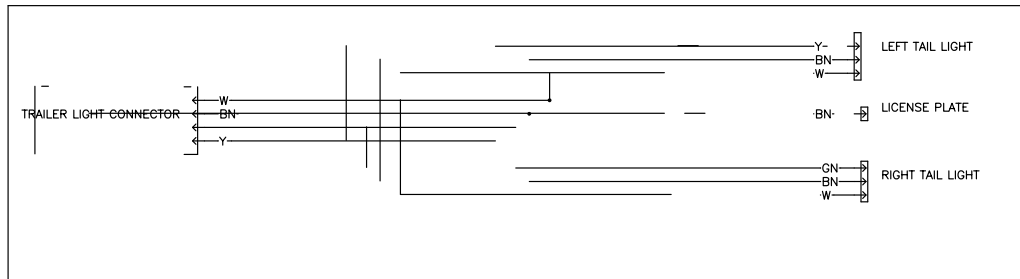 Y
LEFT TAIL LIGHT
BN
W
W
TRAILER LIGHT CONNECTOR
BN
BN
LICENSE PLATE
Y
GN
BN
RIGHT TAIL LIGHT
W